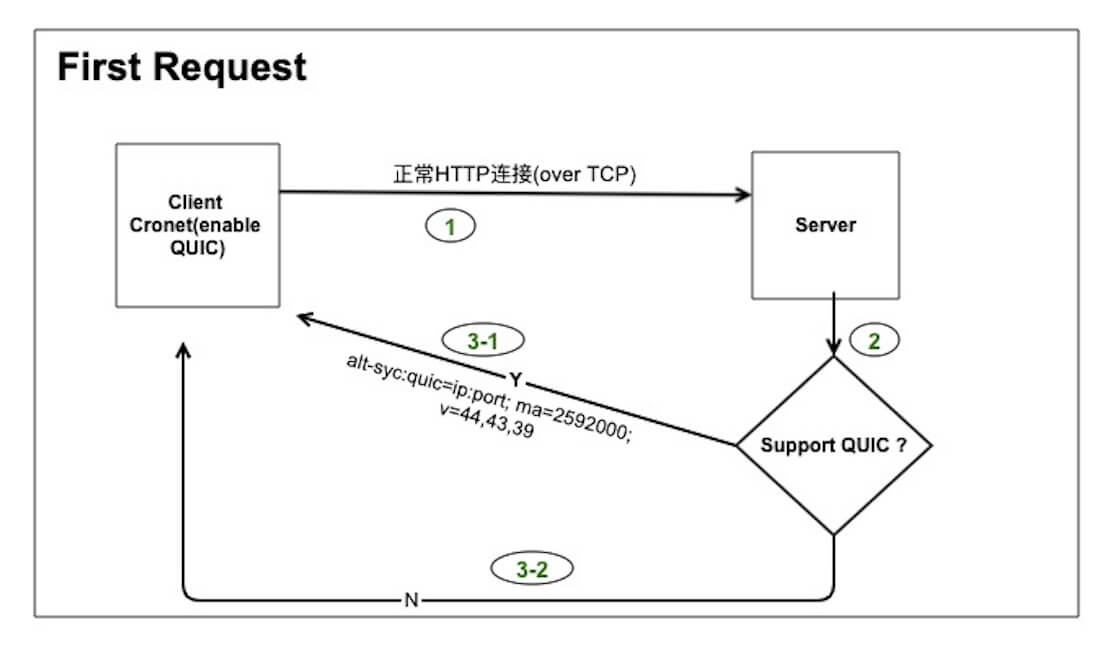 First Request
正常HTTP连接(over TCP)
Client
Cronet(enable
QUIC)
1
Server
3-1
2
Y
alt-syc:quic=ip:port; ma=2592000;
v=44,43,39
Support QUIC ?
3-2
N